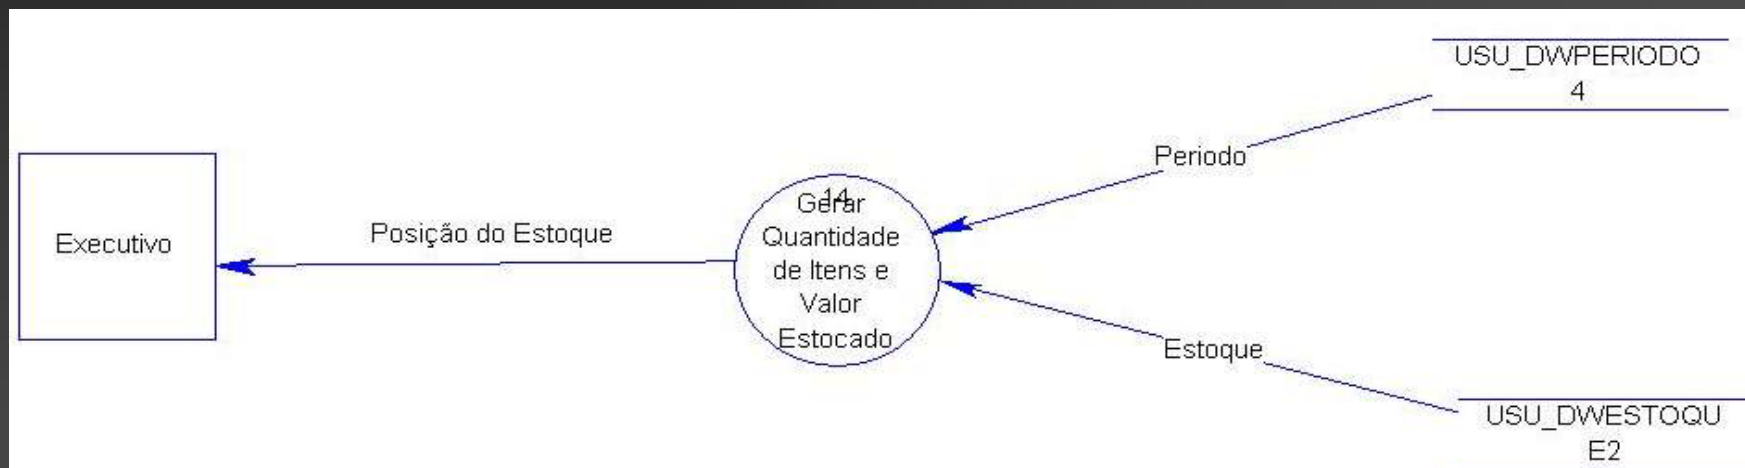 USU_DWPERIODO
4
Periodo
14
Gerar
Quantidade
de Itens e
Valor
Estocado
Posição do Estoque
Executivo
Estoque
USU_DWESTOQU
E2